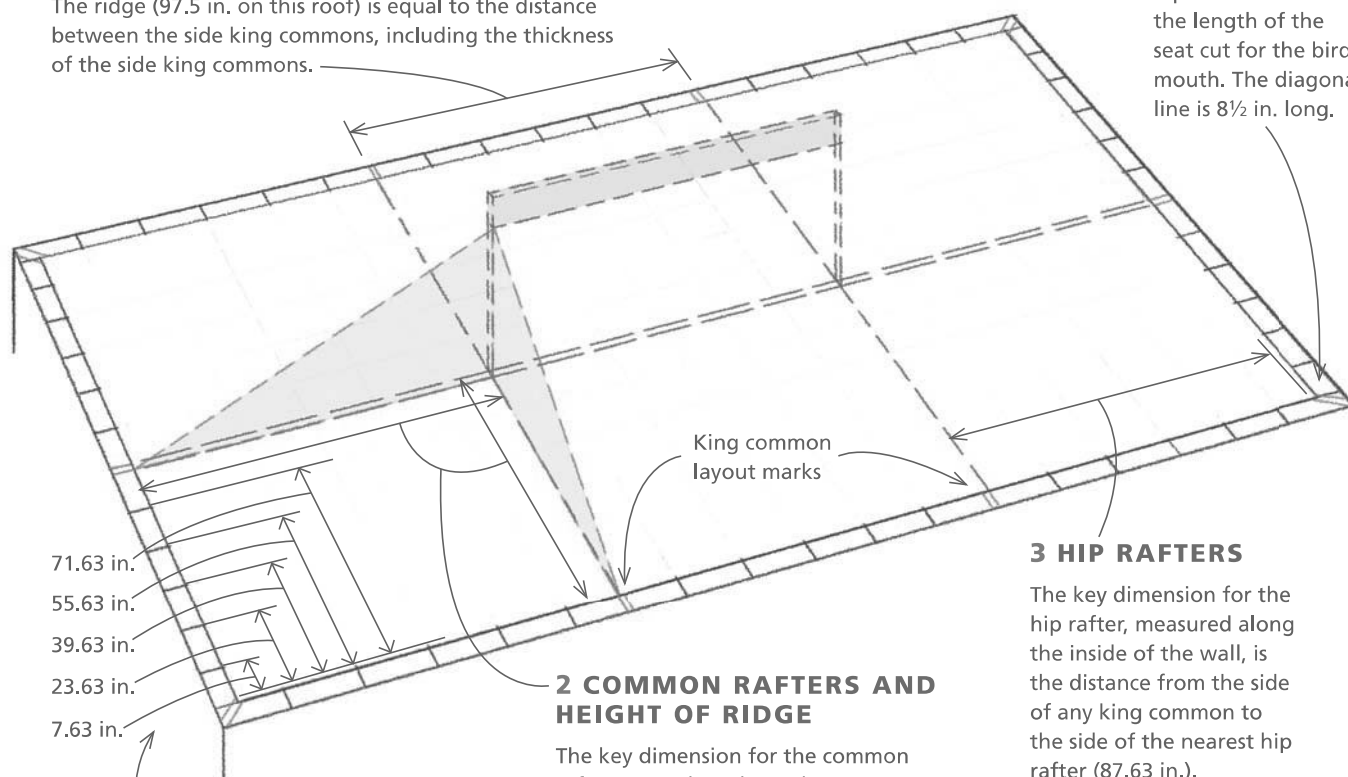 The ridge (97.5 in. on this roof) is equal to the distance
between the side king commons, including the thickness
of the side king commons.
the length of the
seat cut for the bird
mouth. The diagona
line is 8½ in. long.
King common
layout marks
71.63 in.
55.63 in.
39.63 in.
23.63 in.
7.63 in.
2 COMMON RAFTERS AND
HEIGHT OF RIDGE
The key dimension for the common
3 HIP RAFTERS
The key dimension for the
hip rafter, measured along
the inside of the wall, is
the distance from the side
of any king common to
the side of the nearest hip
rafter (87.63 in.).